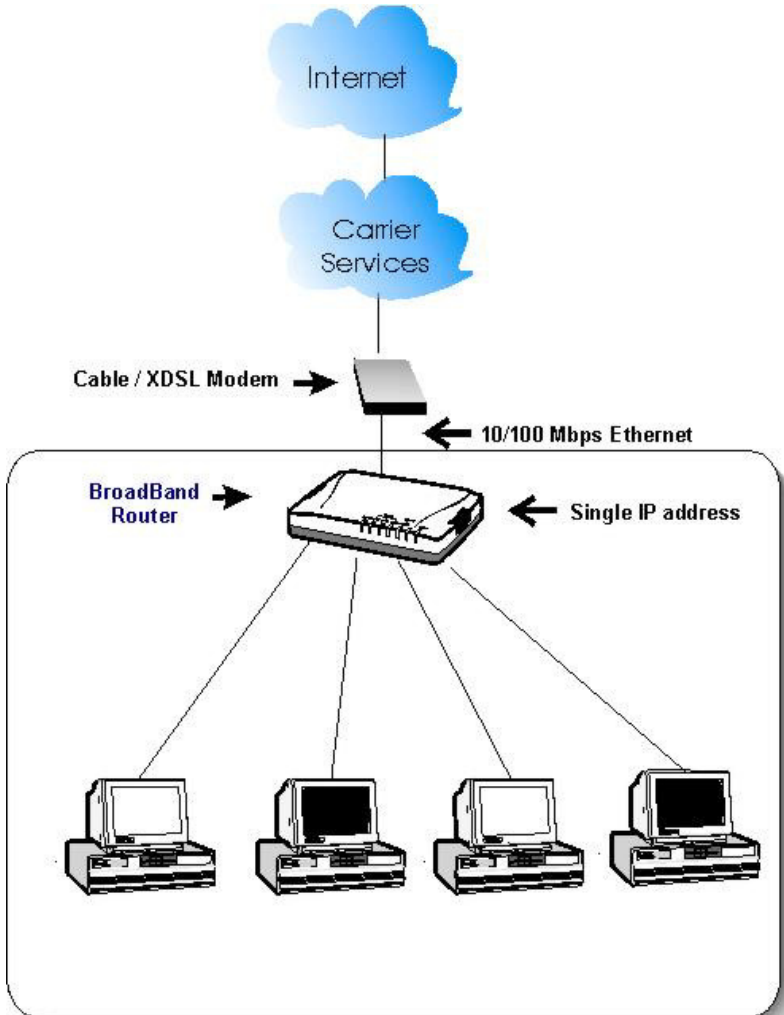 Internet
Carrier
Services
Cable / XDSL Modem
10/100 Mbps Ethernet
BroadBand
Router
Single IP address